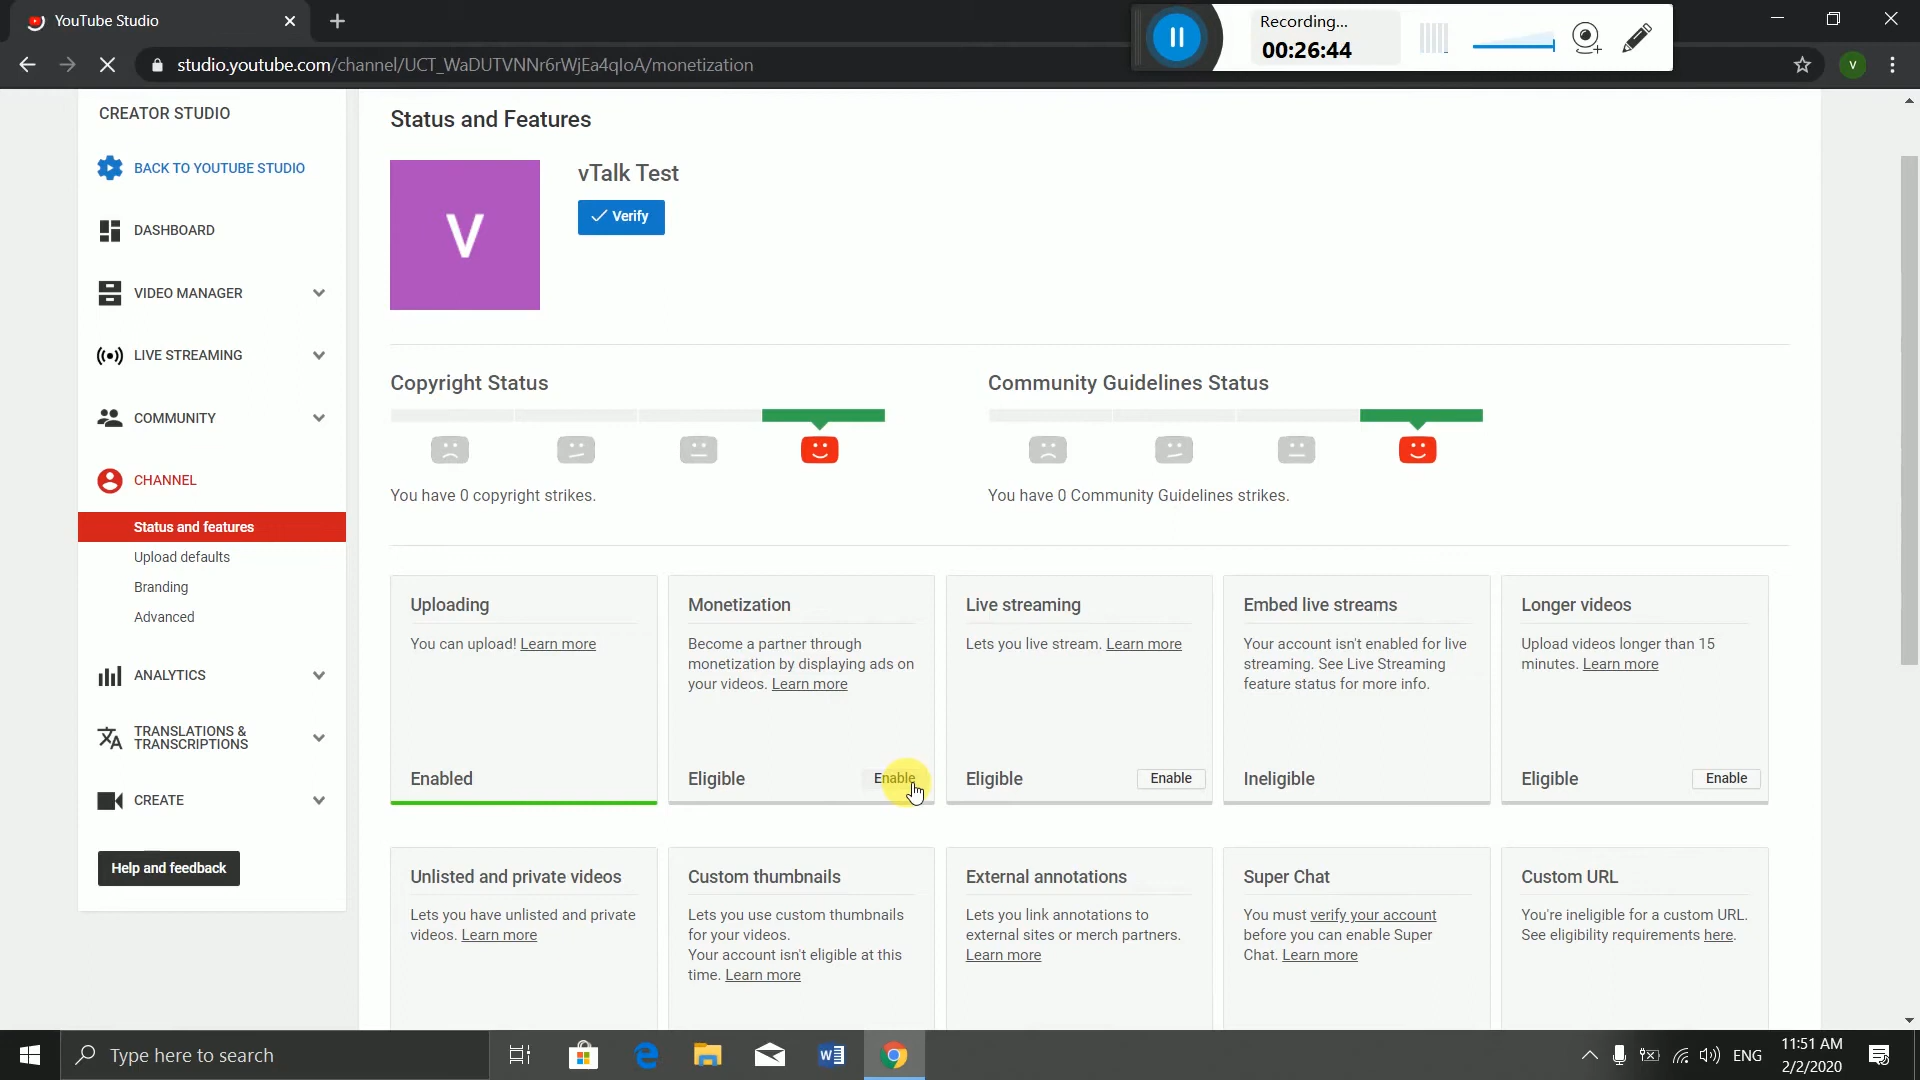 YouTube Studio
Recording...
00:26:44
studio.youtube.com/channel/UCT_WaDUTVNNr6rWjEa4qIoA/monetization
V
CREATOR STUDIO
BACK TO YOUTUBE STUDIO
DASHBOARD
VIDEO MANAGER
LIVE STREAMING
COMMUNITY
CHANNEL
Status and features
Upload defaults
Branding
Advanced
ANALYTICS
TRANSLATIONS &
TRANSCRIPTIONS
CREATE
Help and feedback
Status and Features
V
vTalk Test
Verify
Copyright Status
You have 0 copyright strikes.
Community Guidelines Status
You have 0 Community Guidelines strikes.
Uploading
You can upload! Learn more
Enabled
Monetization
Become a partner through
monetization by displaying ads on
your videos. Learn more
Eligible
Enable
Live streaming
Lets you live stream. Learn more
Eligible
Enable
Embed live streams
Your account isn't enabled for live
streaming. See Live Streaming
feature status for more info.
Ineligible
Longer videos
Upload videos longer than 15
minutes. Learn more
Eligible
Enable
Unlisted and private videos
Lets you have unlisted and private
videos. Learn more
Custom thumbnails
Lets you use custom thumbnails
for your videos.
Your account isn't eligible at this
time. Learn more
External annotations
Lets you link annotations to
external sites or merch partners.
Learn more
Super Chat
You must verify your account
before you can enable Super
Chat. Learn more
Custom URL
You're ineligible for a custom URL.
See eligibility requirements here.
Type here to search
ENG
11:51 AM
2/2/2020